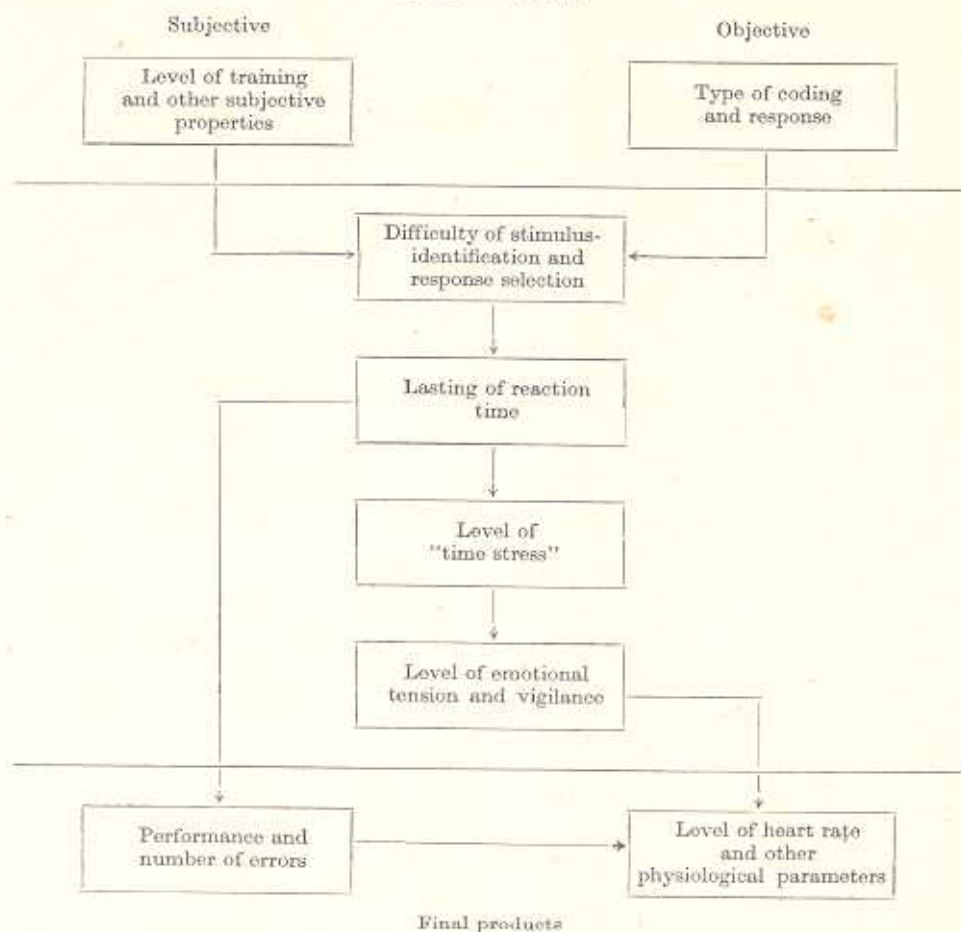 Subjective
Objective
Level of training
and other subjective
properties
Type of coding
and response
Difficulty of stimulus-
identification and
response selection
Lasting of reaction
time
Level of
"time stress"
Level of emotional
tension and vigilance
Performance and
number of errors
Level of heart rate
and other
physiological parameters
Final products